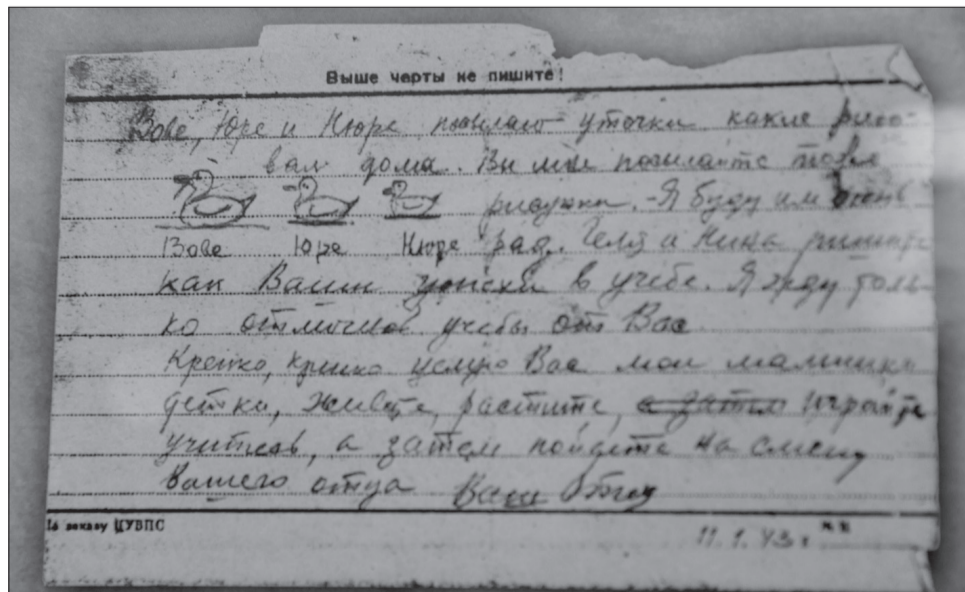 Выше черты не пишите!
Вове, Юре и Нюре посылаю уточки какие рисо-
вал дома. Вы мне посылайте тоже
рисунки. - Я буду им очень
Вове Юре Нюре рад. Геля и Нина пишите
как Ваши успехи в учебе. Я жду толь-
ко отличной учебы от Вас
Крепко, крепко целую Вас мои маленькие
детки, живите, растите, а затем играйте
учитесь, а затем пойдете на смену
вашего отца Ваш Отец
По заказу ЦУВПС
11.1.43 г.